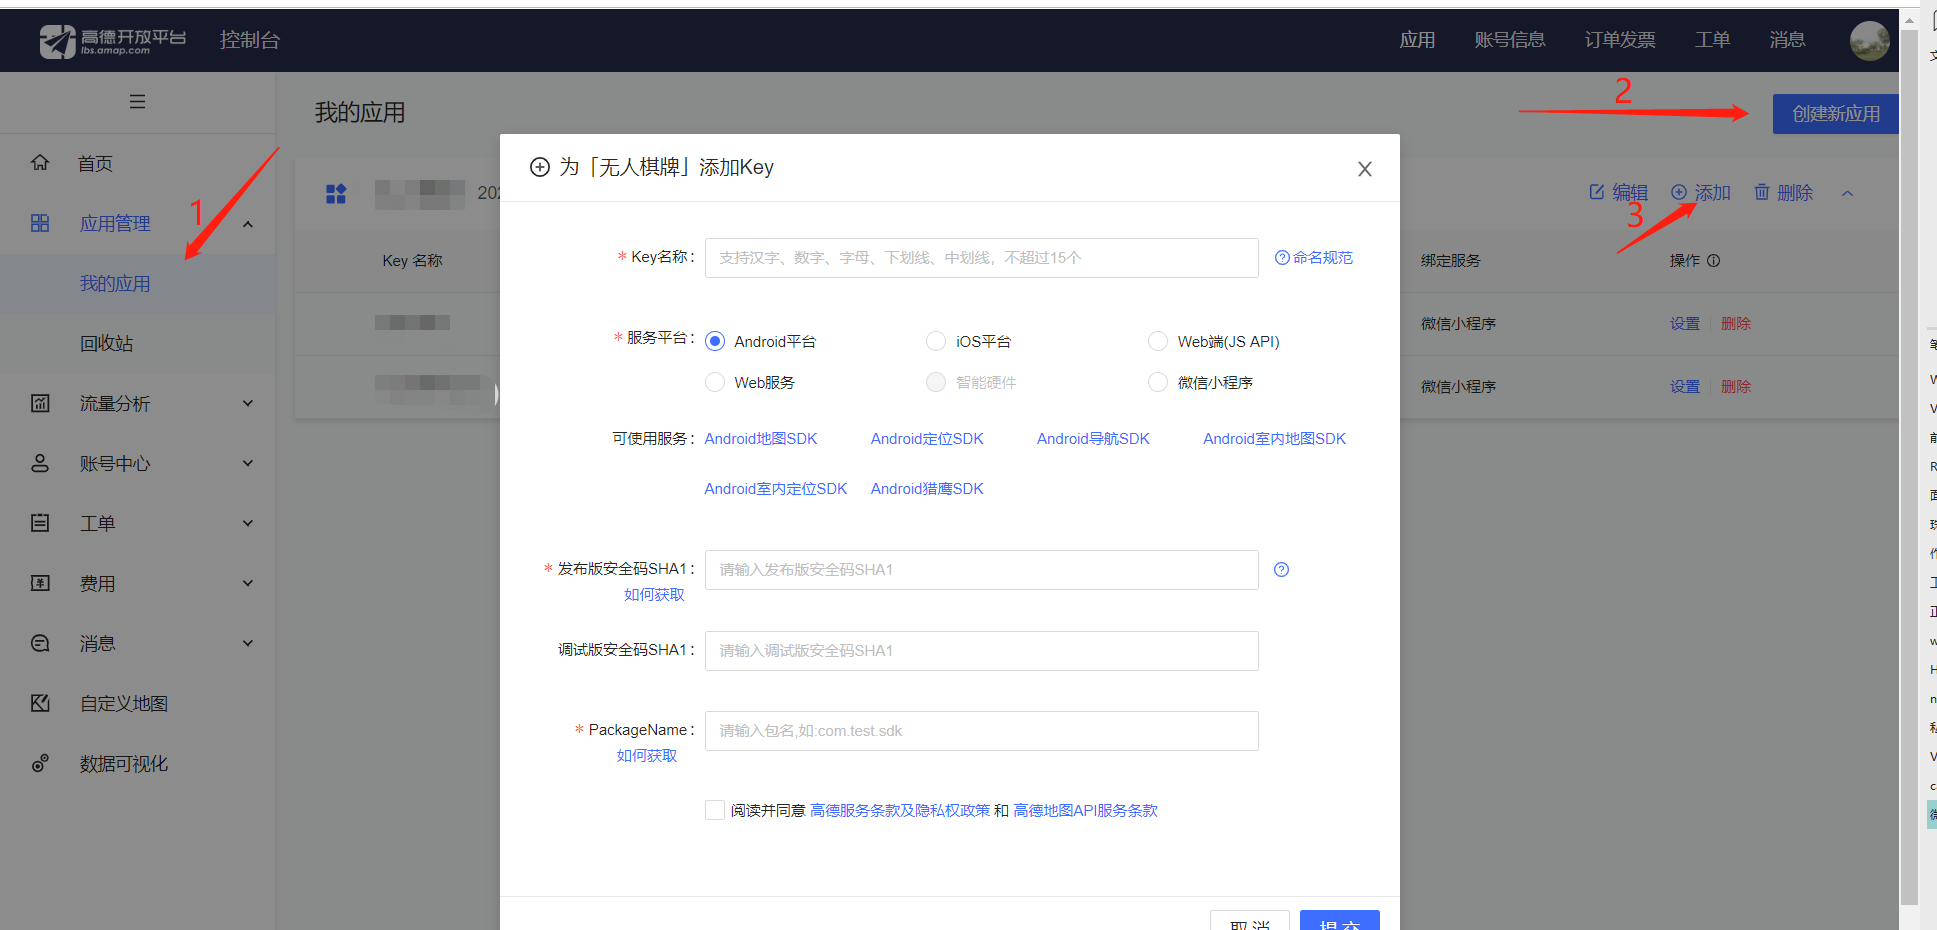 高德开放平台
lbs.amap.com
控制台
应用
账号信息
订单发票
工单
消息
首页
应用管理
我的应用
回收站
流量分析
账号中心
工单
费用
消息
自定义地图
数据可视化
我的应用
创建新应用
1
2
3
编辑
添加
删除
Key 名称
绑定服务
操作
微信小程序
设置
删除
微信小程序
设置
删除
为「无人棋牌」添加Key
X
* Key名称：
支持汉字、数字、字母、下划线、中划线，不超过15个
命名规范
* 服务平台：
Android平台
iOS平台
Web端(JS API)
Web服务
智能硬件
微信小程序
可使用服务：
Android地图SDK
Android定位SDK
Android导航SDK
Android室内地图SDK
Android室内定位SDK
Android猎鹰SDK
* 发布版安全码SHA1：
请输入发布版安全码SHA1
如何获取
调试版安全码SHA1：
请输入调试版安全码SHA1
* PackageName：
请输入包名,如:com.test.sdk
如何获取
阅读并同意 高德服务条款及隐私权政策 和 高德地图API服务条款
取 消
提 交